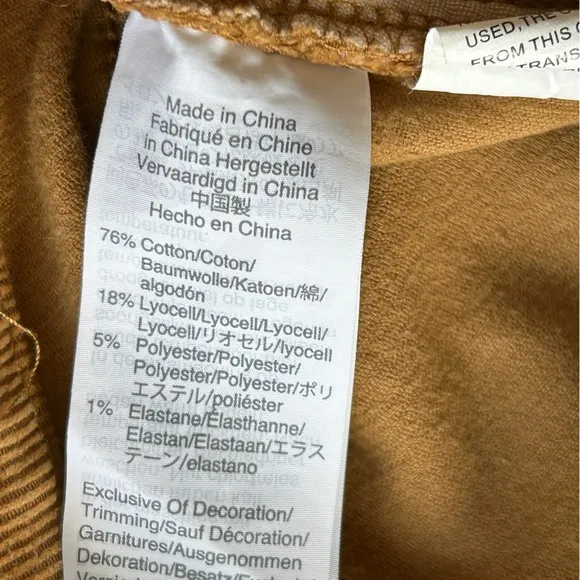 USED, THE
FROM THIS
TRANS
Made in China
Fabriqué en Chine
in China Hergestellt
Vervaardigd in China
中国製
Hecho en China
76% Cotton/Coton/
Baumwolle/Katoen/綿/
algodón
18% Lyocell/Lyocell/Lyocell/
Lyocell/リオセル/lyocell
5% Polyester/Polyester/
Polyester/Polyester/ポリ
エステル/poliéster
1% Elastane/Élasthanne/
Elastan/Elastaan/エラス
テーン/elastano
Exclusive Of Decoration/
Trimming/Sauf Décoration/
Garnitures/Ausgenommen
Dekoration/Besatz/